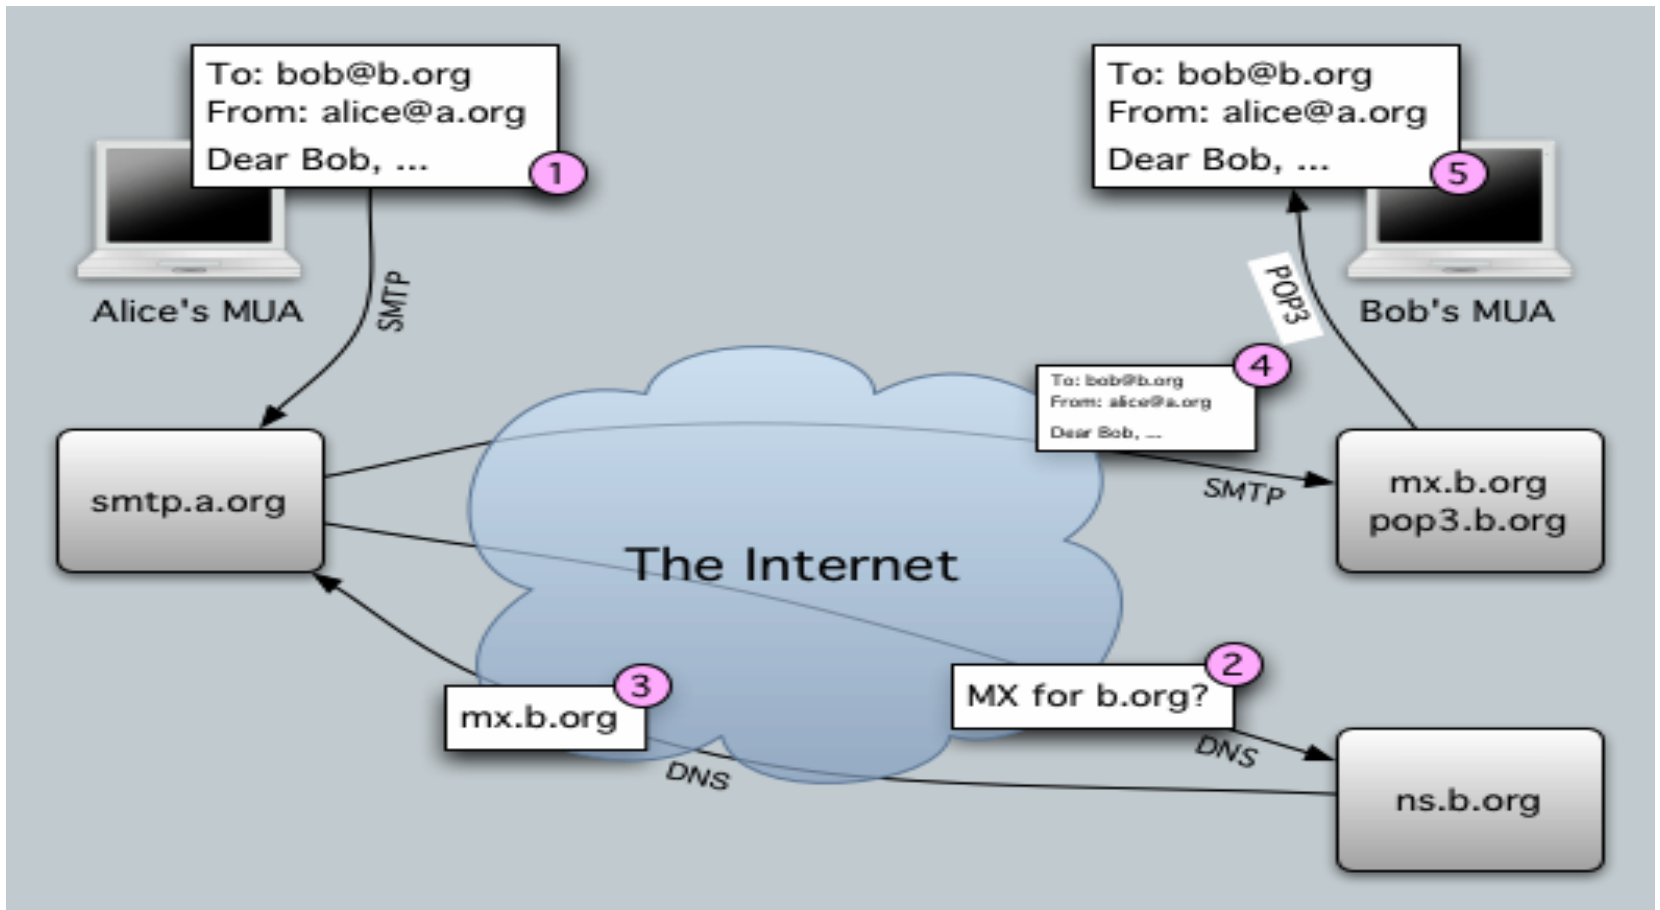 To: bob@b.org
From: alice@a.org
Dear Bob, ...
1
Alice's MUA
SMTP
To: bob@b.org
From: alice@a.org
Dear Bob, ...
5
Bob's MUA
POP3
4
To: bob@b.org
From: alice@a.org
Dear Bob, ...
SMTP
smtp.a.org
mx.b.org
pop3.b.org
The Internet
2
MX for b.org?
DNS
3
mx.b.org
DNS
ns.b.org